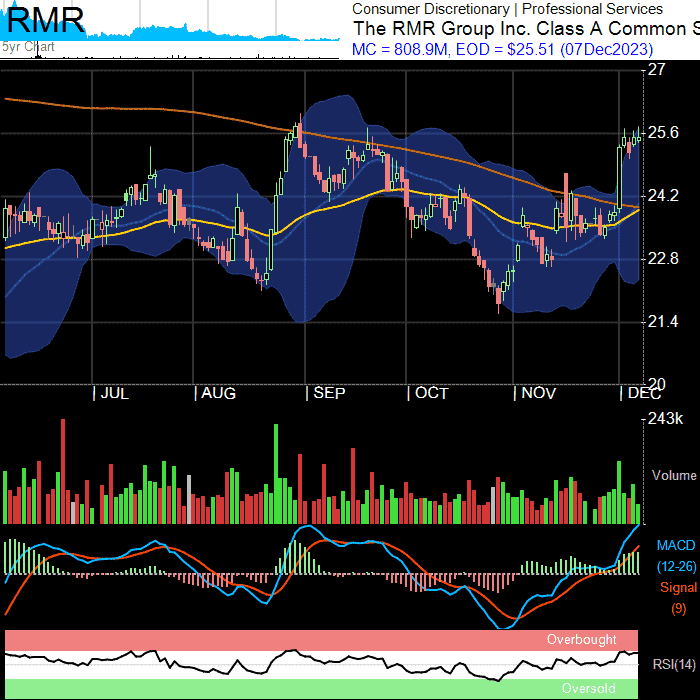 RMR
5yr Chart
Consumer Discretionary | Professional Services
The RMR Group Inc. Class A Common S
MC = 808.9M, EOD = $25.51 (07Dec2023)
27
25.6
24.2
22.8
21.4
20
JUL
AUG
SEP
OCT
NOV
DEC
243k
Volume
MACD
(12-26)
Signal
(9)
Overbought
RSI(14)
Oversold